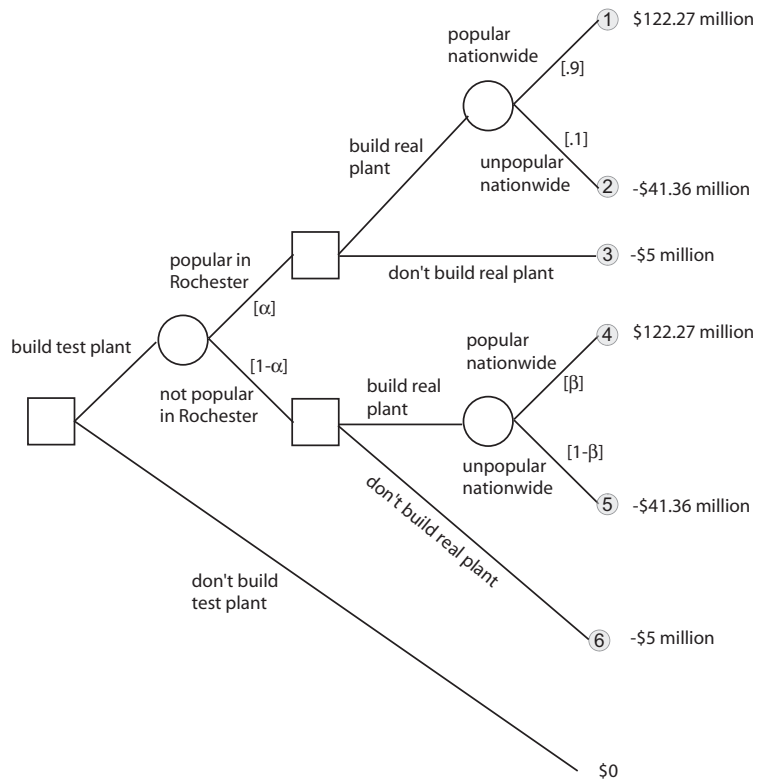 1 $122.27 million
popular
nationwide
[.9]
build real
plant
[.1]
unpopular
nationwide
2 -$41.36 million
popular in
Rochester
3 -$5 million
don't build real plant
[α]
build test plant
popular
nationwide
4 $122.27 million
[1-α]
not popular
in Rochester
build real
plant
[β]
unpopular
nationwide
[1-β]
don't build real plant
5 -$41.36 million
don't build
test plant
6 -$5 million
$0